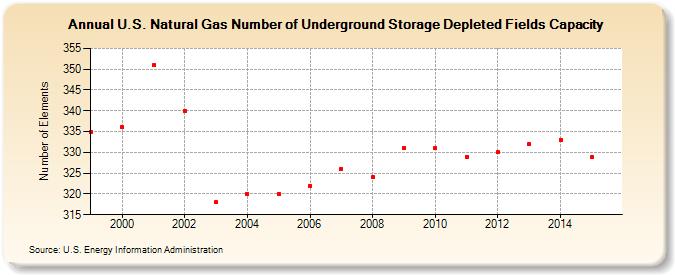 Annual U.S. Natural Gas Number of Underground Storage Depleted Fields Capacity
Number of Elements
355
350
345
340
335
330
325
320
315
2000 2002 2004 2006 2008 2010 2012 2014
Source: U.S. Energy Information Administration